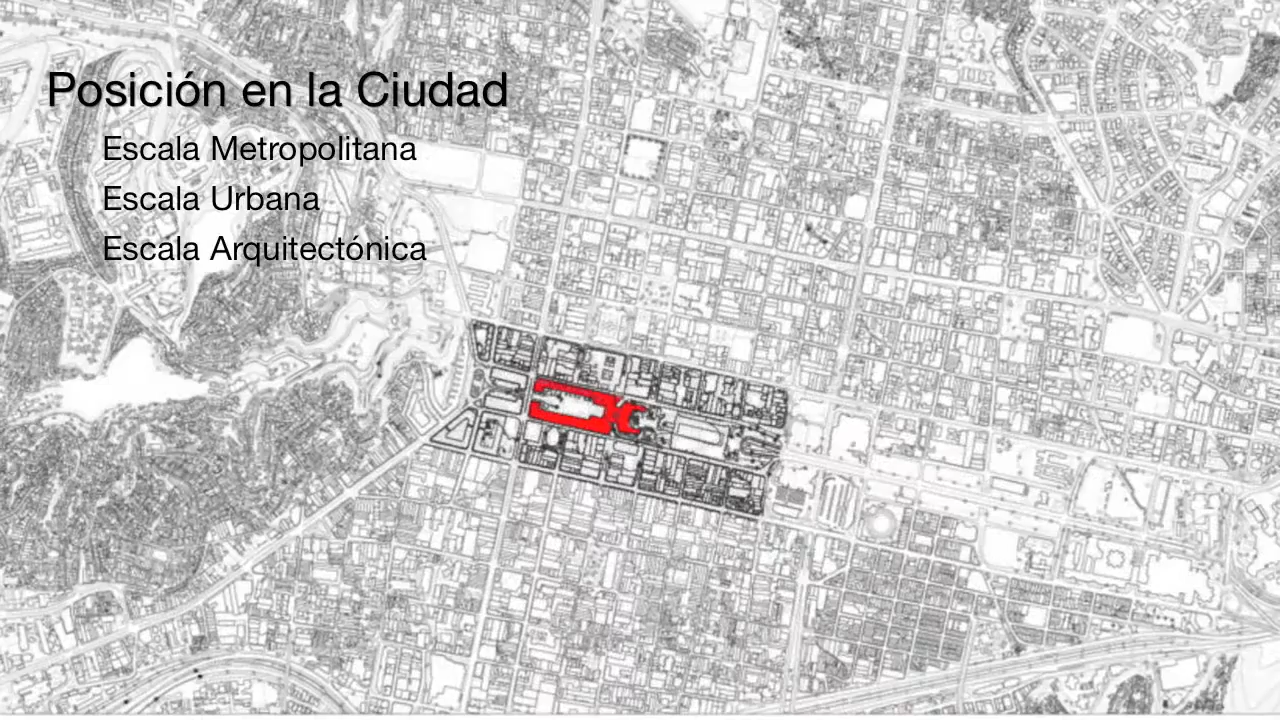 Posición en la Ciudad
Escala Metropolitana
Escala Urbana
Escala Arquitectónica